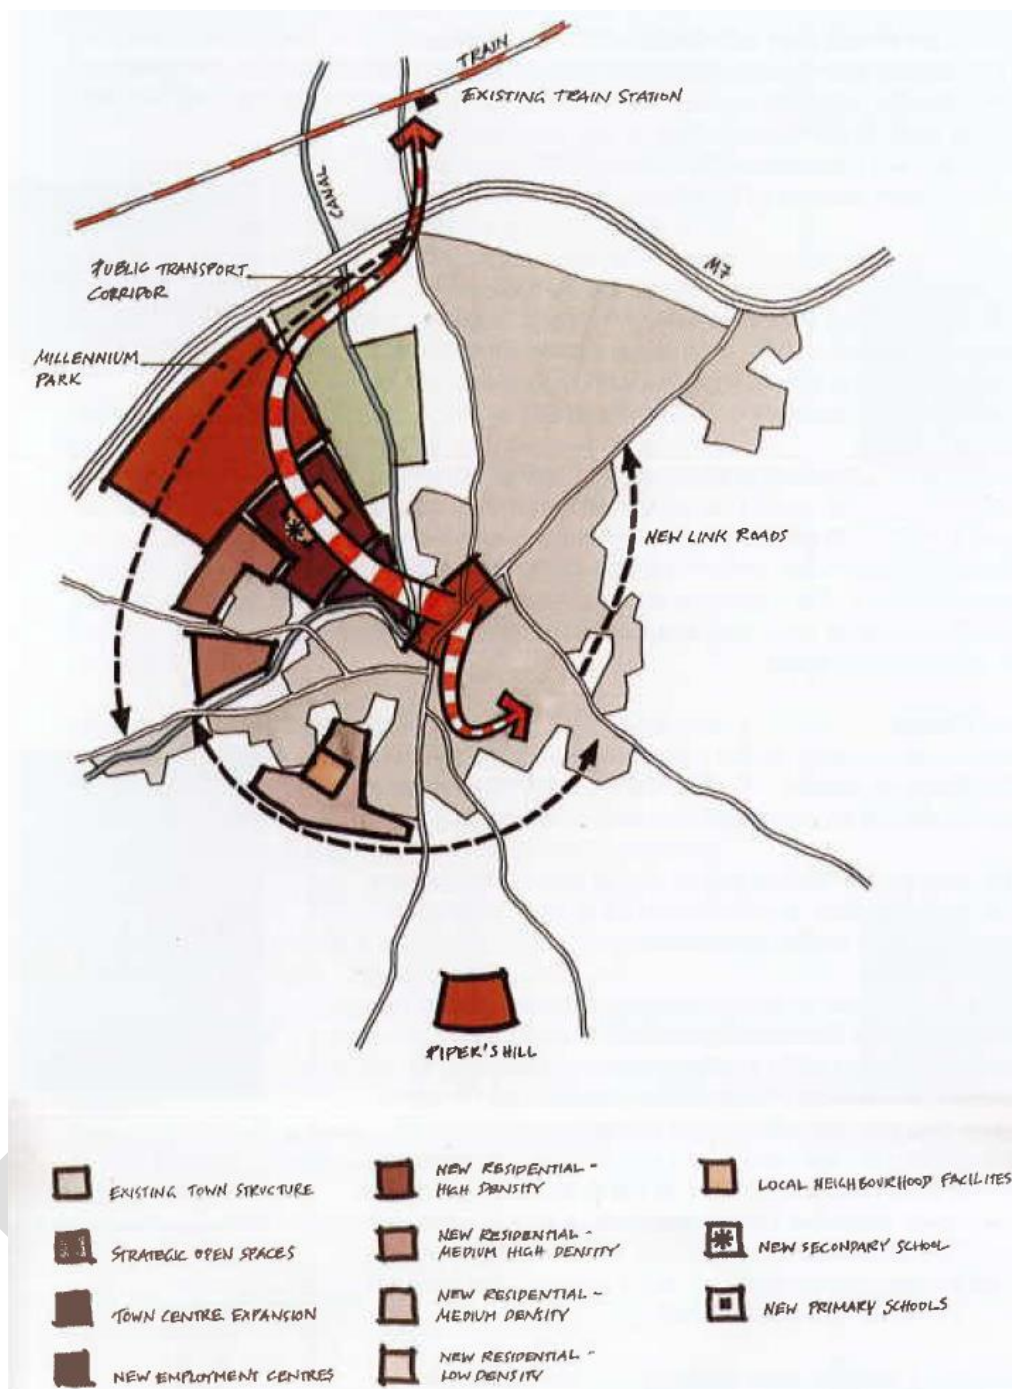 TRAIN
EXISTING TRAIN STATION
CANAL
PUBLIC TRANSPORT
CORRIDOR
M7
MILLENNIUM
PARK
NEW LINK ROADS
PIPER'S HILL
EXISTING TOWN STRUCTURE
STRATEGIC OPEN SPACES
TOWN CENTRE EXPANSION
NEW EMPLOYMENT CENTRES
NEW RESIDENTIAL -
HIGH DENSITY
NEW RESIDENTIAL -
MEDIUM HIGH DENSITY
NEW RESIDENTIAL -
MEDIUM DENSITY
NEW RESIDENTIAL -
LOW DENSITY
LOCAL NEIGHBOURHOOD FACILITES
NEW SECONDARY SCHOOL
NEW PRIMARY SCHOOLS